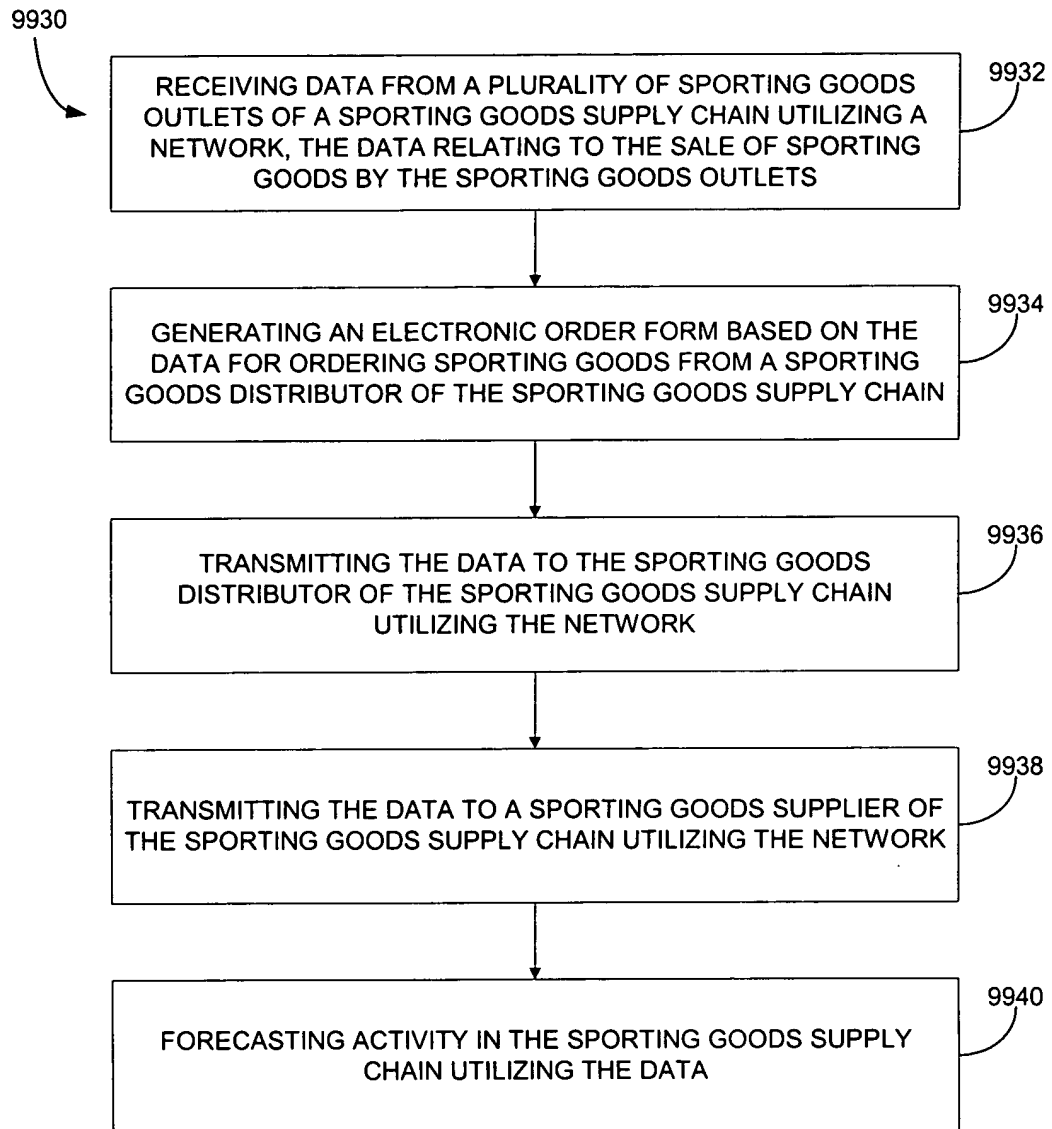 9930
9932
RECEIVING DATA FROM A PLURALITY OF SPORTING GOODS
OUTLETS OF A SPORTING GOODS SUPPLY CHAIN UTILIZING A
NETWORK, THE DATA RELATING TO THE SALE OF SPORTING
GOODS BY THE SPORTING GOODS OUTLETS
9934
GENERATING AN ELECTRONIC ORDER FORM BASED ON THE
DATA FOR ORDERING SPORTING GOODS FROM A SPORTING
GOODS DISTRIBUTOR OF THE SPORTING GOODS SUPPLY CHAIN
9936
TRANSMITTING THE DATA TO THE SPORTING GOODS
DISTRIBUTOR OF THE SPORTING GOODS SUPPLY CHAIN
UTILIZING THE NETWORK
9938
TRANSMITTING THE DATA TO A SPORTING GOODS SUPPLIER OF
THE SPORTING GOODS SUPPLY CHAIN UTILIZING THE NETWORK
9940
FORECASTING ACTIVITY IN THE SPORTING GOODS SUPPLY
CHAIN UTILIZING THE DATA